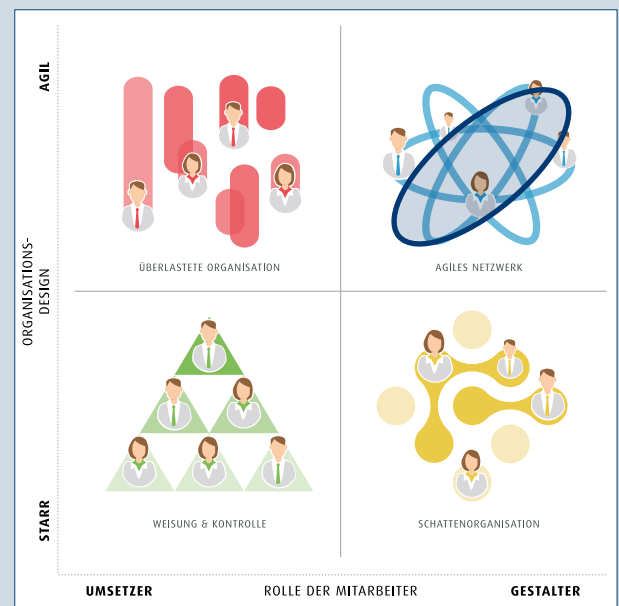 AGIL
ORGANISATIONS-
DESIGN
STARR
ÜBERLASTETE ORGANISATION
AGILES NETZWERK
WEISUNG & KONTROLLE
SCHATTENORGANISATION
UMSETZER
ROLLE DER MITARBEITER
GESTALTER